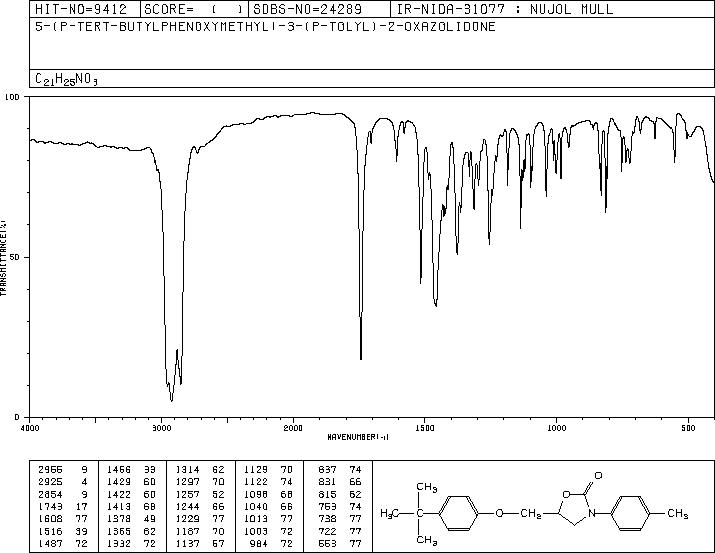 HIT-NO=9412 SCORE= ( ) SDBS-NO=24289 IR-NIDA-31077 : NUJOL MULL
5-(P-TERT-BUTYLPHENOXYMETHYL)-3-(P-TOLYL)-2-OXAZOLIDONE
C21H25NO3
100
50
0
TRANSMITTANCE(%)
4000 3000 2000 1500 1000 500
WAVENUMBER(-1)
2955 9 1456 33 1314 62 1129 70 837 74
2925 4 1429 60 1297 70 1122 74 831 66
2854 9 1422 60 1257 52 1098 68 815 62
1743 17 1413 68 1244 66 1040 66 753 74
1608 77 1378 49 1229 77 1013 77 738 77
1516 39 1365 62 1187 70 1003 72 722 77
1487 72 1332 72 1137 57 984 72 553 77
CH3
CH3
CH3
O
CH2
O
O
N
CH3